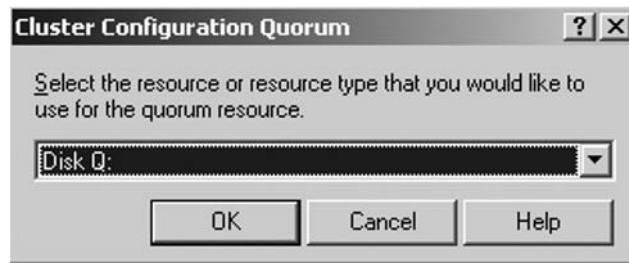 Cluster Configuration Quorum
Select the resource or resource type that you would like to
use for the quorum resource.
Disk Q:
OK Cancel Help